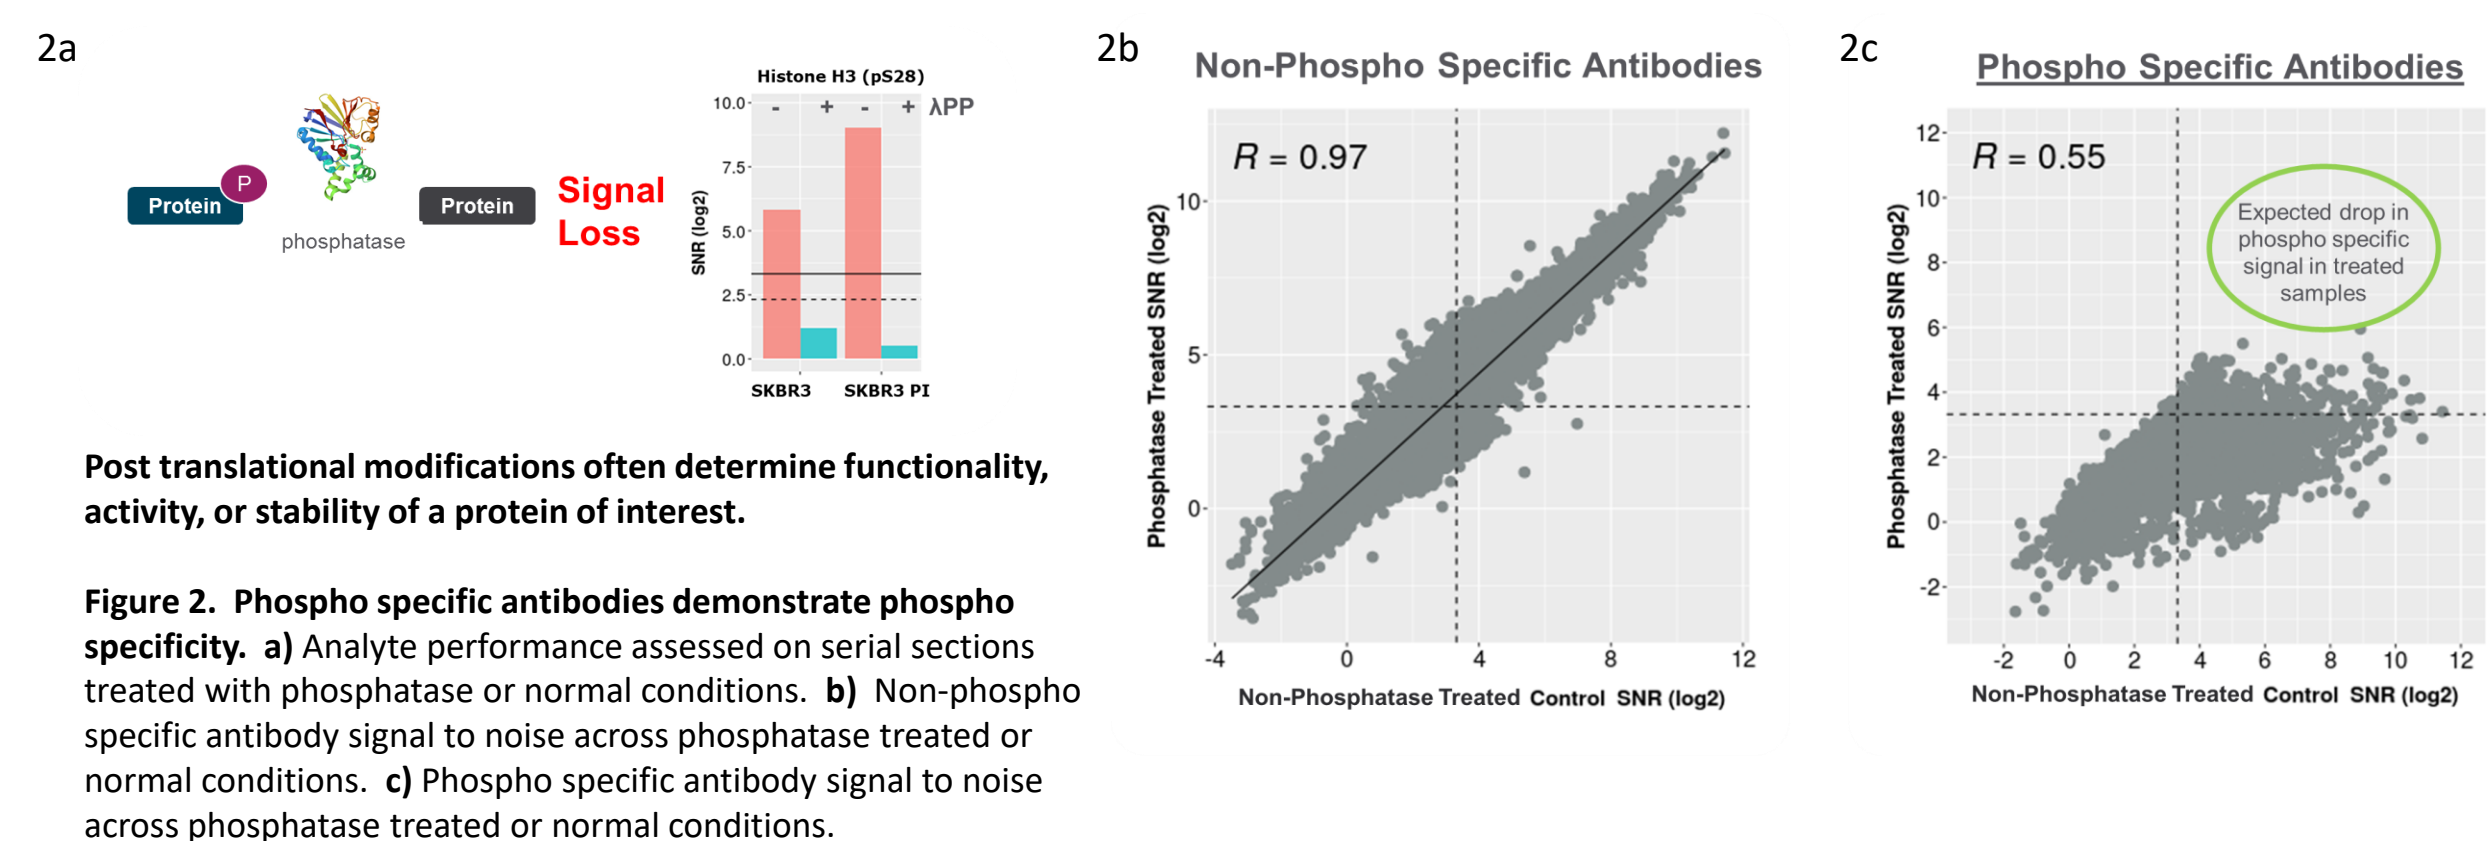 2a
P
Protein
phosphatase
Protein
Signal
Loss
Histone H3 (pS28)
- + - + λPP
SNR (log2)
10.0
7.5
5.0
2.5
0.0
SKBR3 SKBR3 PI
Post translational modifications often determine functionality,
activity, or stability of a protein of interest.
Figure 2. Phospho specific antibodies demonstrate phospho
specificity. a) Analyte performance assessed on serial sections
treated with phosphatase or normal conditions. b) Non-phospho
specific antibody signal to noise across phosphatase treated or
normal conditions. c) Phospho specific antibody signal to noise
across phosphatase treated or normal conditions.
2b
Non-Phospho Specific Antibodies
R = 0.97
Phosphatase Treated SNR (log2)
10
5
0
-4 0 4 8 12
Non-Phosphatase Treated Control SNR (log2)
2c
Phospho Specific Antibodies
R = 0.55
Expected drop in
phospho specific
signal in treated
samples
Phosphatase Treated SNR (log2)
12
10
8
6
4
2
0
-2
-2 0 2 4 6 8 10 12
Non-Phosphatase Treated Control SNR (log2)